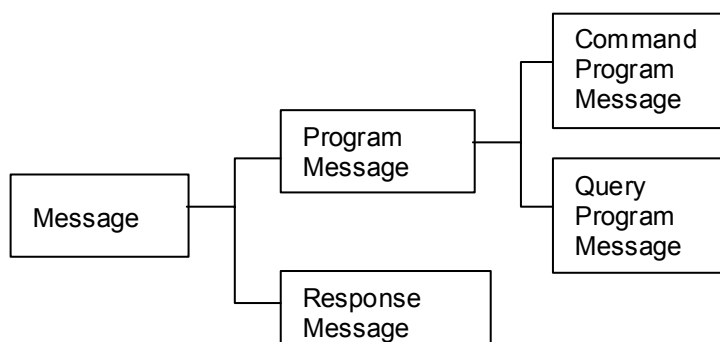 Message
Program
Message
Response
Message
Command
Program
Message
Query
Program
Message